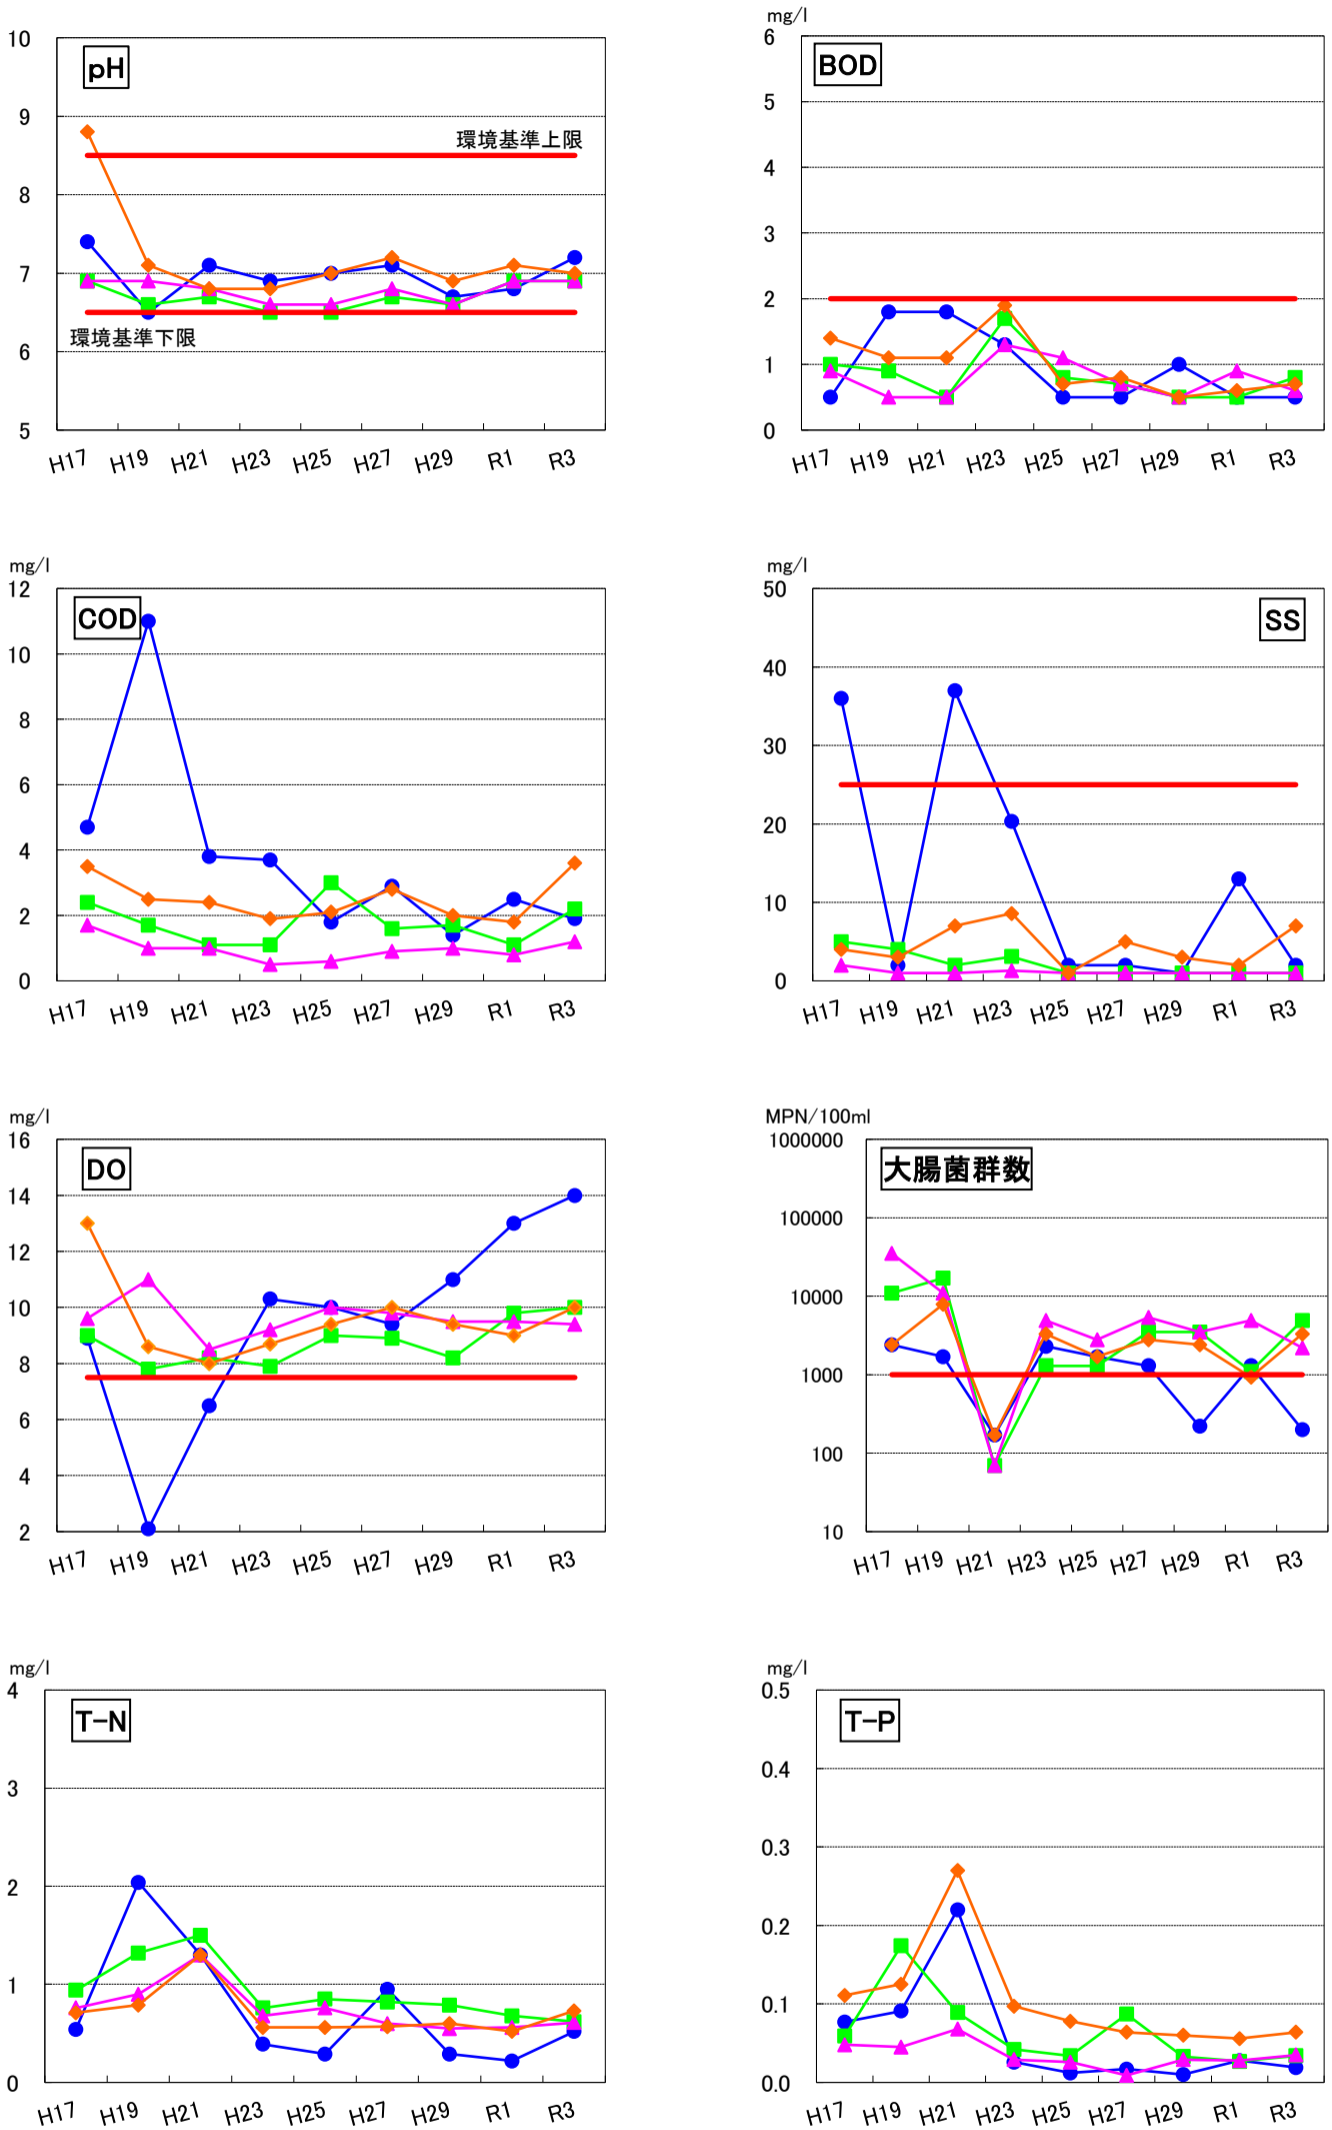 pH
10
9
8
7
6
5
環境基準上限
環境基準下限
H17 H19 H21 H23 H25 H27 H29 R1 R3
mg/l
BOD
6
5
4
3
2
1
0
H17 H19 H21 H23 H25 H27 H29 R1 R3
mg/l
COD
12
10
8
6
4
2
0
H17 H19 H21 H23 H25 H27 H29 R1 R3
mg/l
SS
50
40
30
20
10
0
H17 H19 H21 H23 H25 H27 H29 R1 R3
mg/l
DO
16
14
12
10
8
6
4
2
H17 H19 H21 H23 H25 H27 H29 R1 R3
MPN/100ml
大腸菌群数
1000000
100000
10000
1000
100
10
H17 H19 H21 H23 H25 H27 H29 R1 R3
mg/l
T-N
4
3
2
1
0
H17 H19 H21 H23 H25 H27 H29 R1 R3
mg/l
T-P
0.5
0.4
0.3
0.2
0.1
0.0
H17 H19 H21 H23 H25 H27 H29 R1 R3